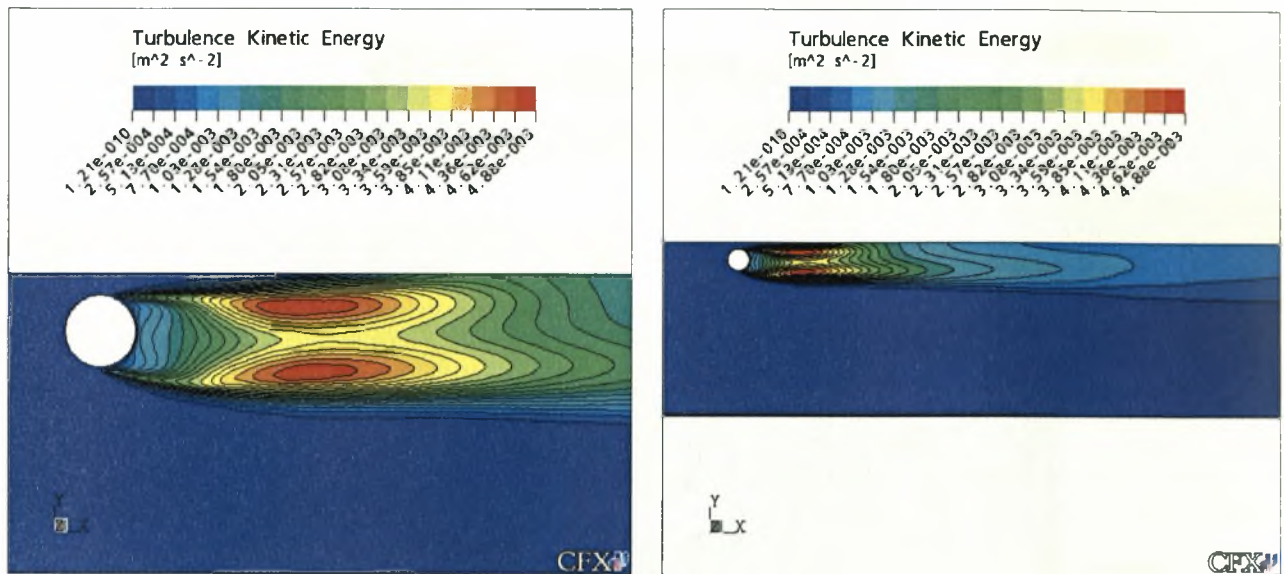 Turbulence Kinetic Energy
[m^2 s^-2]
1.21e-010
2.57e-004
5.13e-004
7.70e-004
1.03e-003
1.28e-003
1.54e-003
1.80e-003
2.05e-003
2.31e-003
2.57e-003
2.82e-003
3.08e-003
3.34e-003
3.59e-003
3.85e-003
4.11e-003
4.36e-003
4.62e-003
4.88e-003
Y
X
CFX
Turbulence Kinetic Energy
[m^2 s^-2]
1.21e-010
2.57e-004
5.13e-004
7.70e-004
1.03e-003
1.28e-003
1.54e-003
1.80e-003
2.05e-003
2.31e-003
2.57e-003
2.82e-003
3.08e-003
3.34e-003
3.59e-003
3.85e-003
4.11e-003
4.36e-003
4.62e-003
4.88e-003
Y
X
CFX